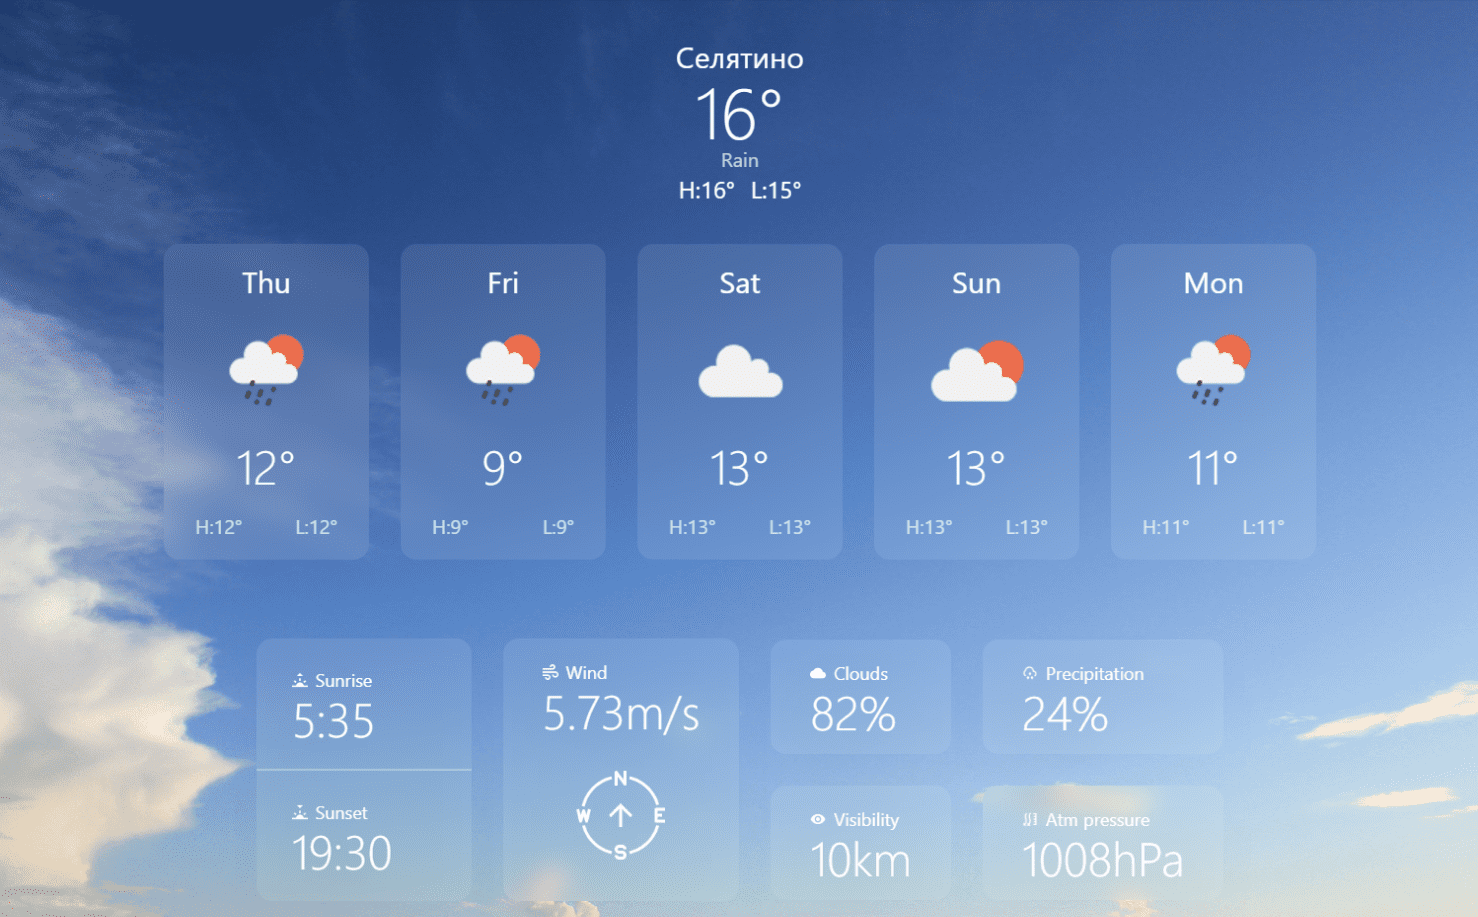 Селятино
16°
Rain
H:16° L:15°
Thu
12°
H:12° L:12°
Fri
9°
H:9° L:9°
Sat
13°
H:13° L:13°
Sun
13°
H:13° L:13°
Mon
11°
H:11° L:11°
Sunrise
5:35
Sunset
19:30
Wind
5.73m/s
N
W E
S
Clouds
82%
Precipitation
24%
Visibility
10km
Atm pressure
1008hPa